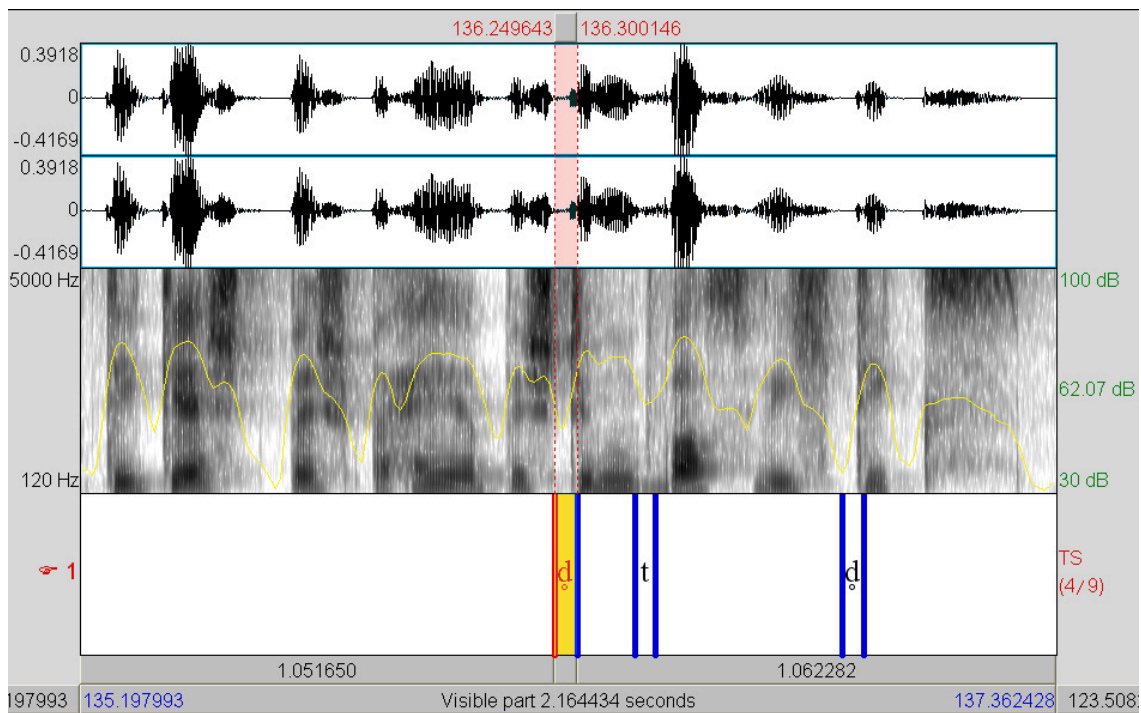 136.249643 136.300146
0.3918
0
-0.4169
0.3918
0
-0.4169
5000 Hz 100 dB
62.07 dB
120 Hz 30 dB
☞ 1 d̥ t d̥ TS
(4/9)
1.051650 1.062282
197993 135.197993 Visible part 2.164434 seconds 137.362428 123.508